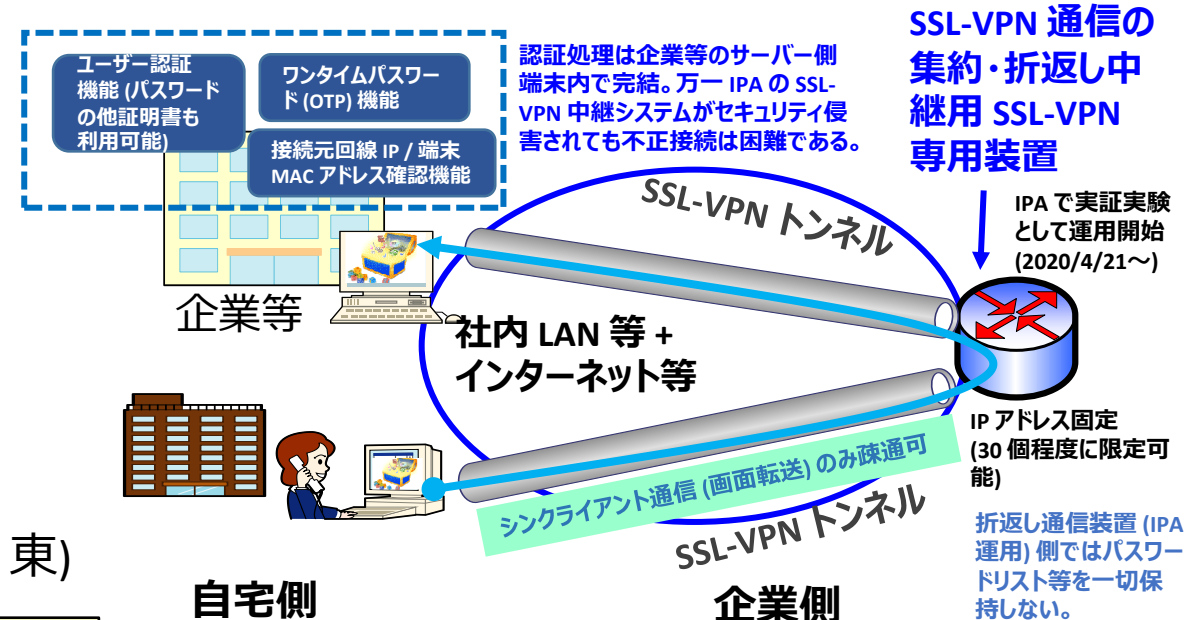 ユーザー認証
機能 (パスワード
の他証明書も
利用可能)
ワンタイムパスワー
ド (OTP) 機能
接続元回線 IP / 端末
MAC アドレス確認機能
認証処理は企業等のサーバー側
端末内で完結。万一 IPA の SSL-
VPN 中継システムがセキュリティ侵
害されても不正接続は困難である。
SSL-VPN 通信の
集約・折返し中
継用 SSL-VPN
専用装置
IPA で実証実験
として運用開始
(2020/4/21～)
SSL-VPN トンネル
企業等
社内 LAN 等 +
インターネット等
IP アドレス固定
(30 個程度に限定可
能)
シンクライアント通信 (画面転送) のみ疎通可
SSL-VPN トンネル
折返し通信装置 (IPA
運用) 側ではパスワー
ドリスト等を一切保
持しない。
東)
自宅側
企業側